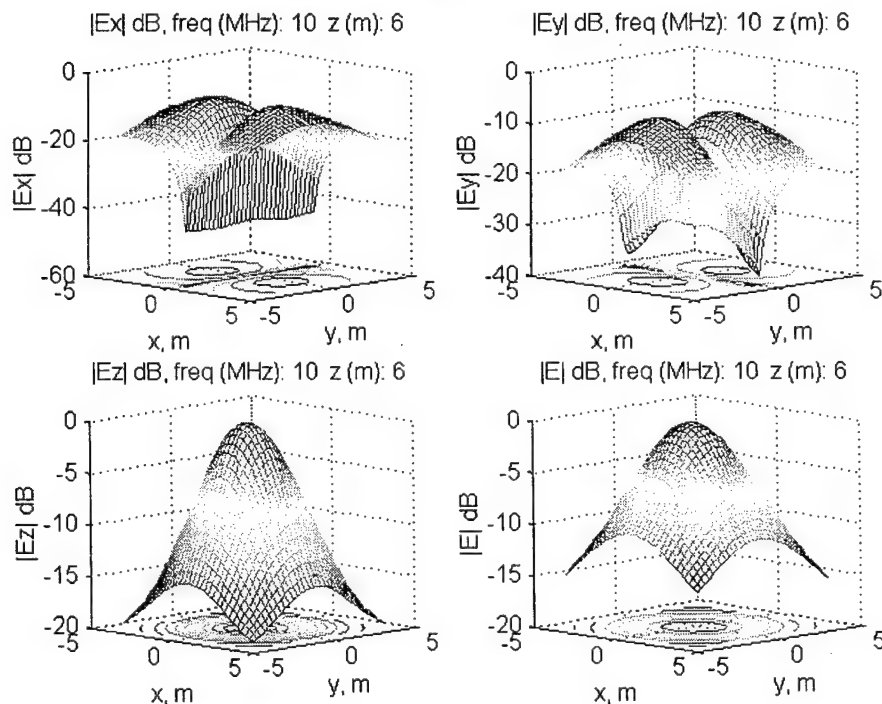 |Ex| dB, freq (MHz): 10 z (m): 6
0
-20
-40
-60
|Ex| dB
-5
0
5
x, m
-5
0
5
y, m
|Ey| dB, freq (MHz): 10 z (m): 6
0
-10
-20
-30
-40
|Ey| dB
-5
0
5
x, m
-5
0
5
y, m
|Ez| dB, freq (MHz): 10 z (m): 6
0
-5
-10
-15
-20
|Ez| dB
-5
0
5
x, m
-5
0
5
y, m
|E| dB, freq (MHz): 10 z (m): 6
0
-5
-10
-15
-20
|E| dB
-5
0
5
x, m
-5
0
5
y, m